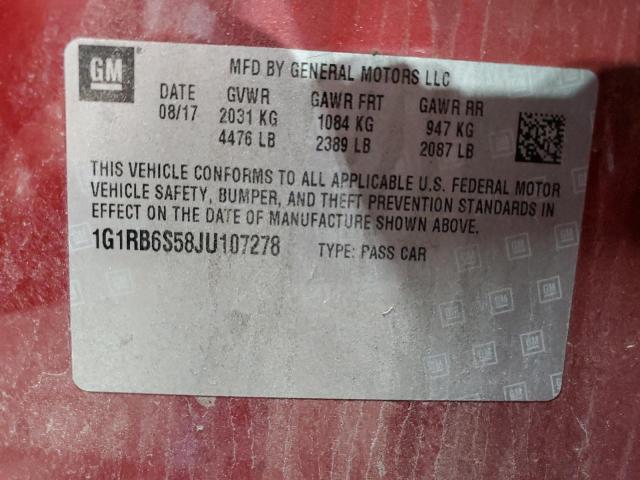 GM
MFD BY GENERAL MOTORS LLC
DATE GVWR GAWR FRT GAWR RR
08/17 2031 KG 1084 KG 947 KG
4476 LB 2389 LB 2087 LB
THIS VEHICLE CONFORMS TO ALL APPLICABLE U.S. FEDERAL MOTOR
VEHICLE SAFETY, BUMPER, AND THEFT PREVENTION STANDARDS IN
EFFECT ON THE DATE OF MANUFACTURE SHOWN ABOVE.
1G1RB6S58JU107278 TYPE: PASS CAR